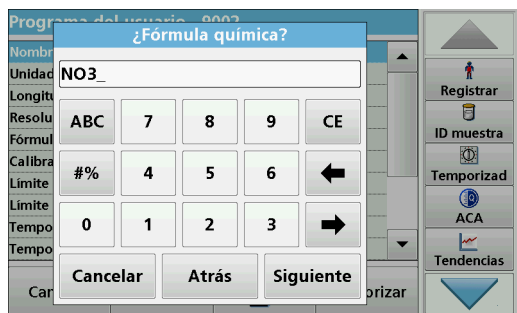 Programa del usuario 9002
¿Fórmula química?
Nombr
Unidad
Longitu
Resolu
Fórmul
Calibra
Límite
Límite
Tempo
Tempo
NO3_
ABC 7 8 9 CE
#% 4 5 6
0 1 2 3
Cancelar Atrás Siguiente
Can
orizar
Registrar
ID muestra
Temporizad
ACA
Tendencias